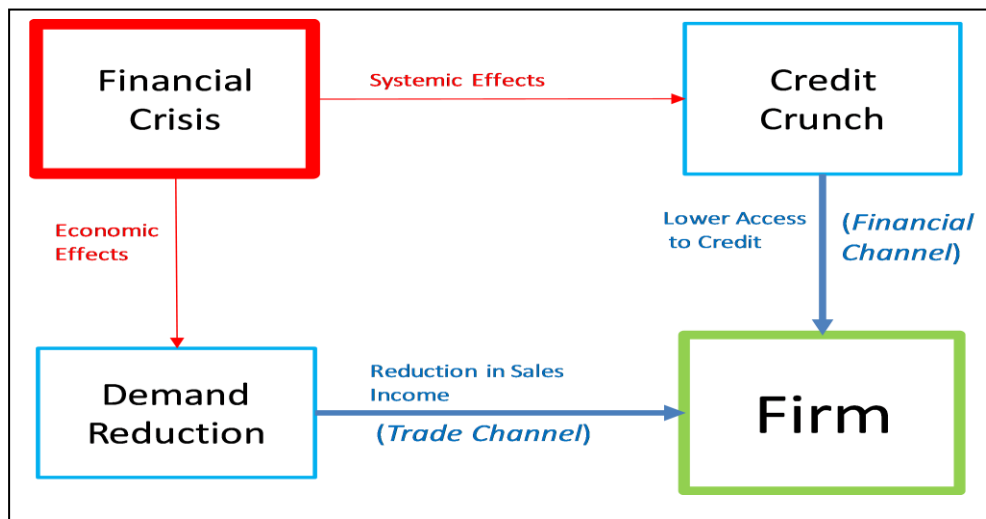 Financial
Crisis
Systemic Effects
Credit
Crunch
Economic
Effects
Lower Access
to Credit
(Financial
Channel)
Demand
Reduction
Reduction in Sales
Income
(Trade Channel)
Firm